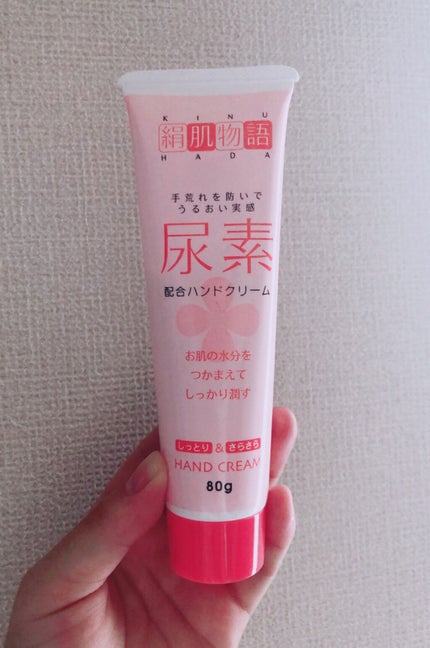 KINU
絹肌物語
HADA
手荒れを防いで
うるおい実感
尿素
配合ハンドクリーム
お肌の水分を
つかまえて
しっかり潤す
しっとり & さらさら
HAND CREAM
80g